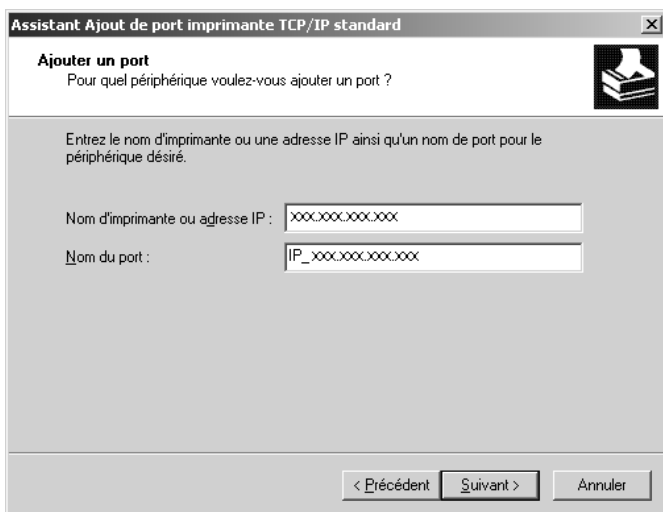 Assistant Ajout de port imprimante TCP/IP standard
Ajouter un port
Pour quel périphérique voulez-vous ajouter un port ?
Entrez le nom d'imprimante ou une adresse IP ainsi qu'un nom de port pour le
périphérique désiré.
Nom d'imprimante ou adresse IP : xxx.xxx.xxx.xxx
Nom du port : IP_xxx.xxx.xxx.xxx
< Précédent Suivant > Annuler